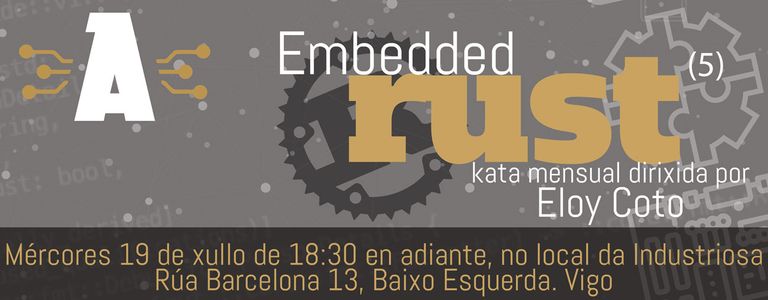 A
Embedded
rust (5)
kata mensual dirixida por
Eloy Coto
Mércores 19 de xullo de 18:30 en adiante, no local da Industriosa
Rúa Barcelona 13, Baixo Esquerda. Vigo